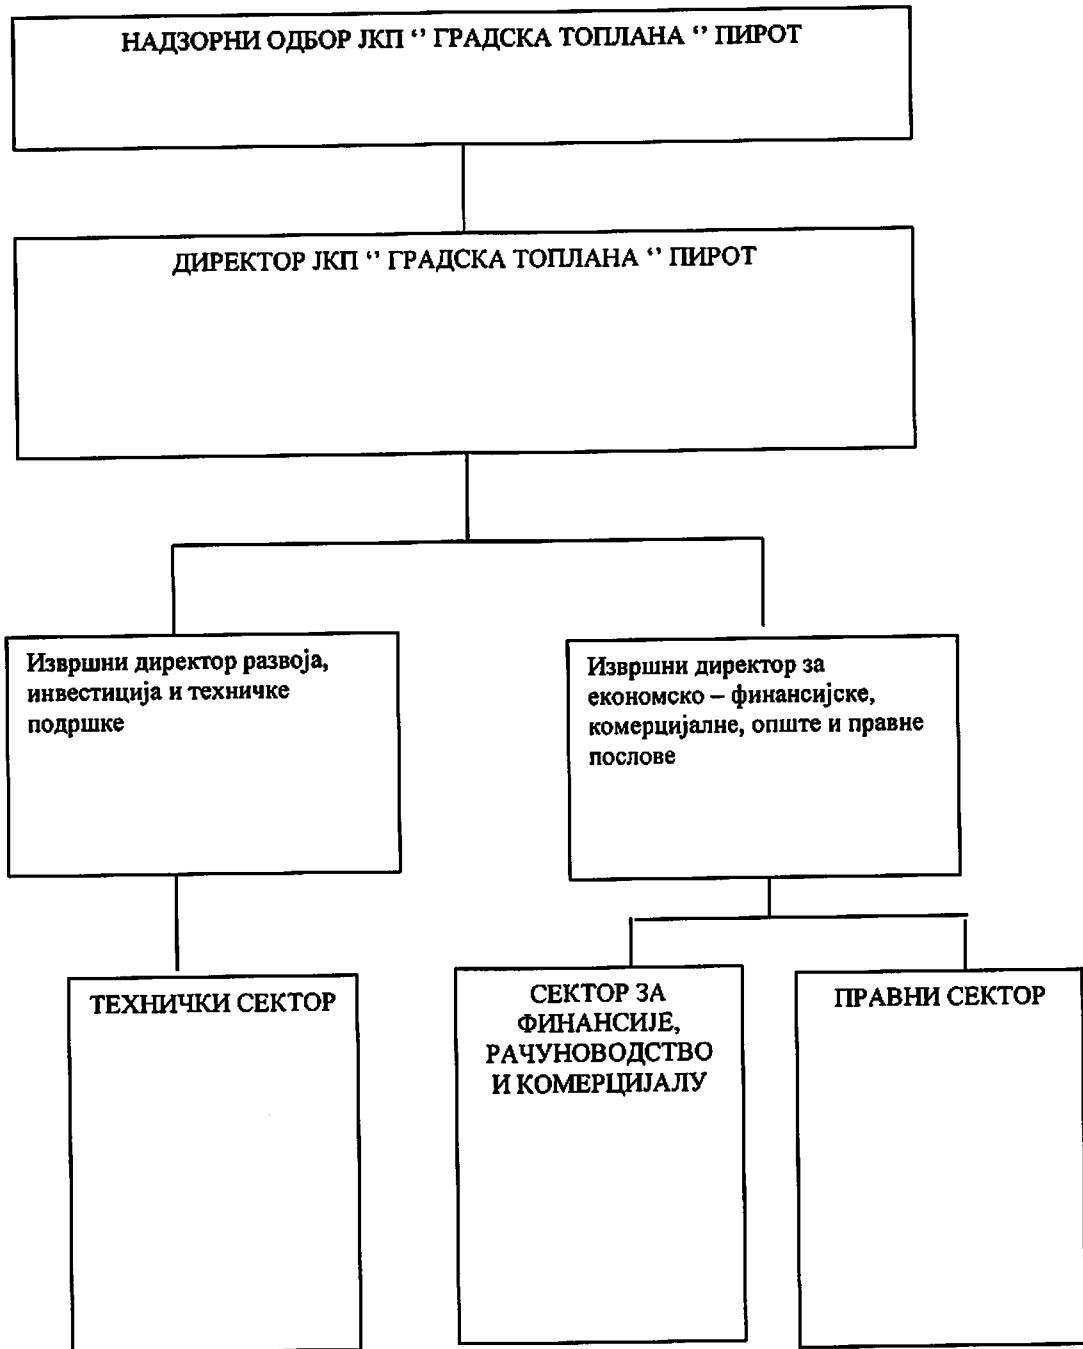 НАДЗОРНИ ОДБОР ЈКП ‘’ ГРАДСКА ТОПЛАНА ‘’ ПИРОТ
ДИРЕКТОР ЈКП ‘’ ГРАДСКА ТОПЛАНА ‘’ ПИРОТ
Извршни директор развоја,
инвестиција и техничке
подршке
Извршни директор за
економско – финансијске,
комерцијалне, опште и правне
послове
ТЕХНИЧКИ СЕКТОР
СЕКТОР ЗА
ФИНАНСИЈЕ,
РАЧУНОВОДСТВО
И КОМЕРЦИЈАЛУ
ПРАВНИ СЕКТОР